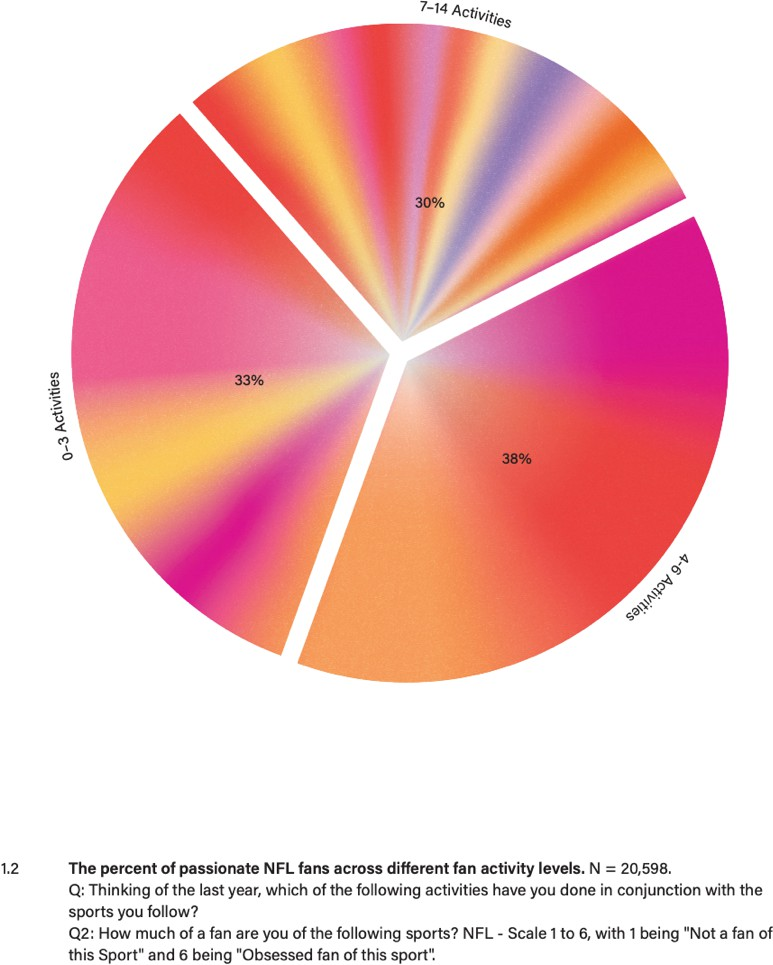 7–14 Activities
30%
33%
0–3 Activities
38%
4-6 Activities
1.2 The percent of passionate NFL fans across different fan activity levels. N = 20,598.
Q: Thinking of the last year, which of the following activities have you done in conjunction with the
sports you follow?
Q2: How much of a fan are you of the following sports? NFL - Scale 1 to 6, with 1 being "Not a fan of
this Sport" and 6 being "Obsessed fan of this sport".